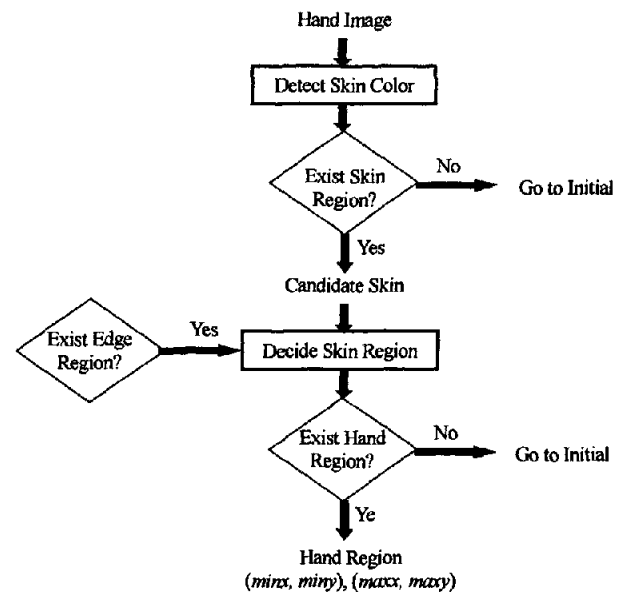 Hand Image
Detect Skin Color
Exist Skin
Region?
No
Go to Initial
Yes
Candidate Skin
Exist Edge
Region?
Yes
Decide Skin Region
Exist Hand
Region?
No
Go to Initial
Ye
Hand Region
(minx, miny), (maxx, maxy)